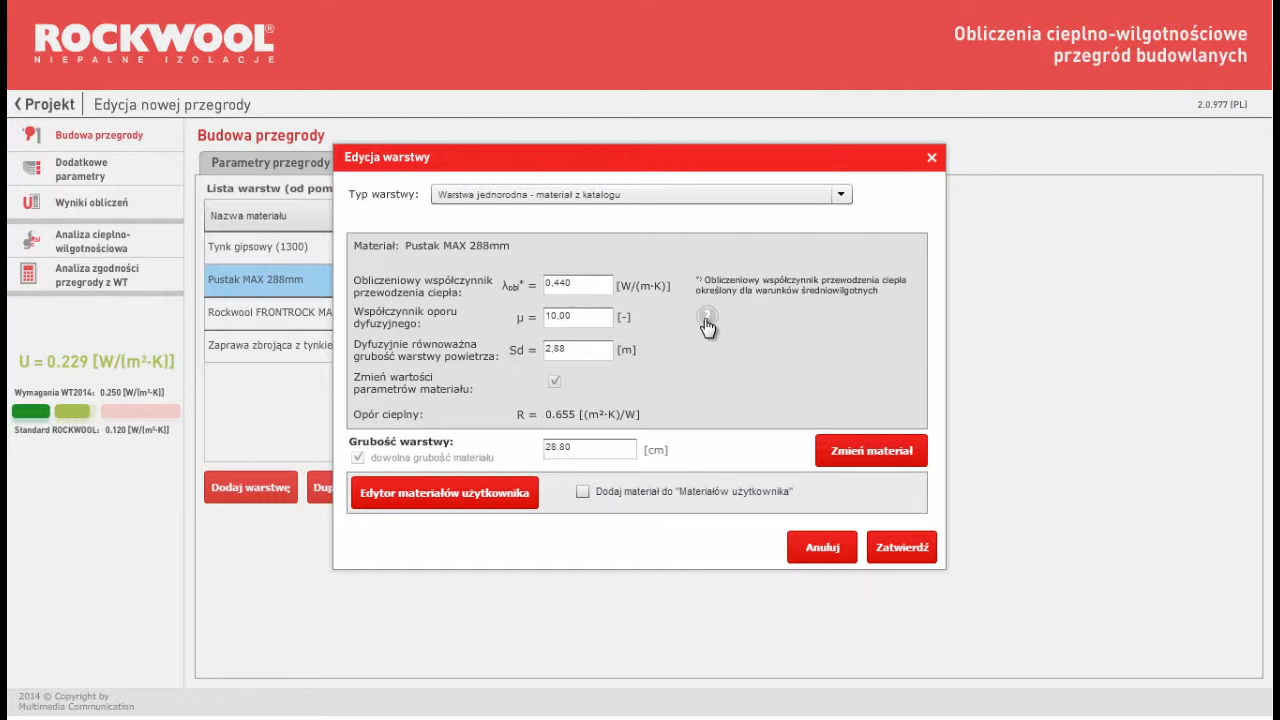 ROCKWOOL®
NIEPALNE IZOLACJE
Obliczenia cieplno-wilgotnościowe
przegród budowlanych
Projekt
Edycja nowej przegrody
2.0.977 (PL)
Budowa przegrody
Dodatkowe
parametry
Wyniki obliczeń
Analiza cieplno-
wilgotnościowa
Analiza zgodności
przegrody z WT
U = 0.229 [W/(m²·K)]
Wymagania WT2014: 0.250 [W/(m²·K)]
Standard ROCKWOOL: 0.120 [W/(m²·K)]
Budowa przegrody
Parametry przegrody
Lista warstw (od pom
Nazwa materiału
Tynk gipsowy (1300)
Pustak MAX 288mm
Rockwool FRONTROCK MA
Zaprawa zbrojąca z tynkie
Dodaj warstwę
Dup
Edycja warstwy
Typ warstwy:
Warstwa jednorodna - materiał z katalogu
Materiał: Pustak MAX 288mm
Obliczeniowy współczynnik
przewodzenia ciepła:
λobl* = 0,440 [W/(m·K)]
*) Obliczeniowy współczynnik przewodzenia ciepła
określony dla warunków średniowilgotnych
Współczynnik oporu
dyfuzyjnego:
μ = 10,00 [-]
Dyfuzyjnie równoważna
grubość warstwy powietrza:
Sd = 2,88 [m]
Zmień wartości
parametrów materiału:
Opór cieplny: R = 0.655 [(m²·K)/W]
Grubość warstwy:
28.80 [cm]
dowolna grubość materiału
Zmień materiał
Edytor materiałów użytkownika
Dodaj materiał do "Materiałów użytkownika"
Anuluj
Zatwierdź
2014 © Copyright by
Multimedia Communication